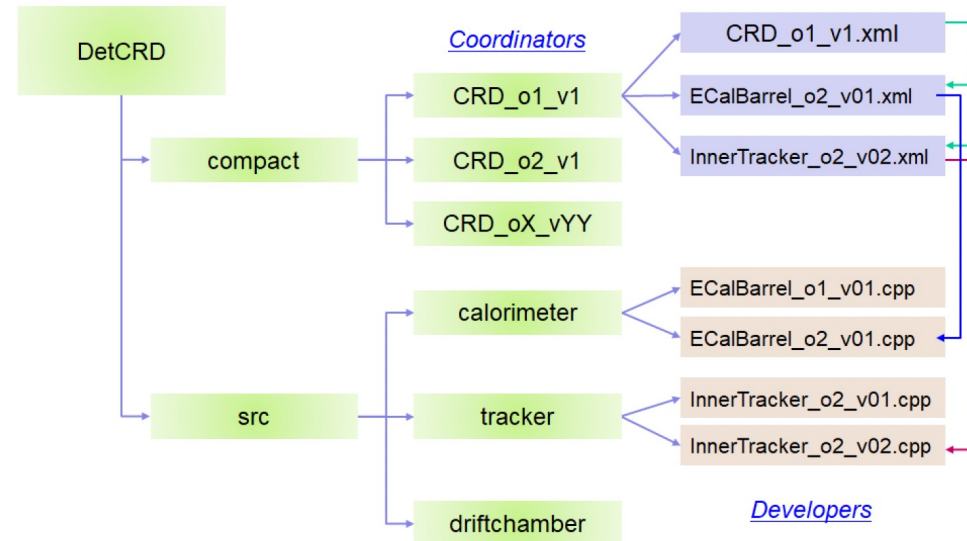 DetCRD
Coordinators
CRD_o1_v1.xml
CRD_o1_v1
ECalBarrel_o2_v01.xml
compact
CRD_o2_v1
InnerTracker_o2_v02.xml
CRD_oX_vYY
ECalBarrel_o1_v01.cpp
calorimeter
ECalBarrel_o2_v01.cpp
InnerTracker_o2_v01.cpp
src
tracker
InnerTracker_o2_v02.cpp
Developers
driftchamber